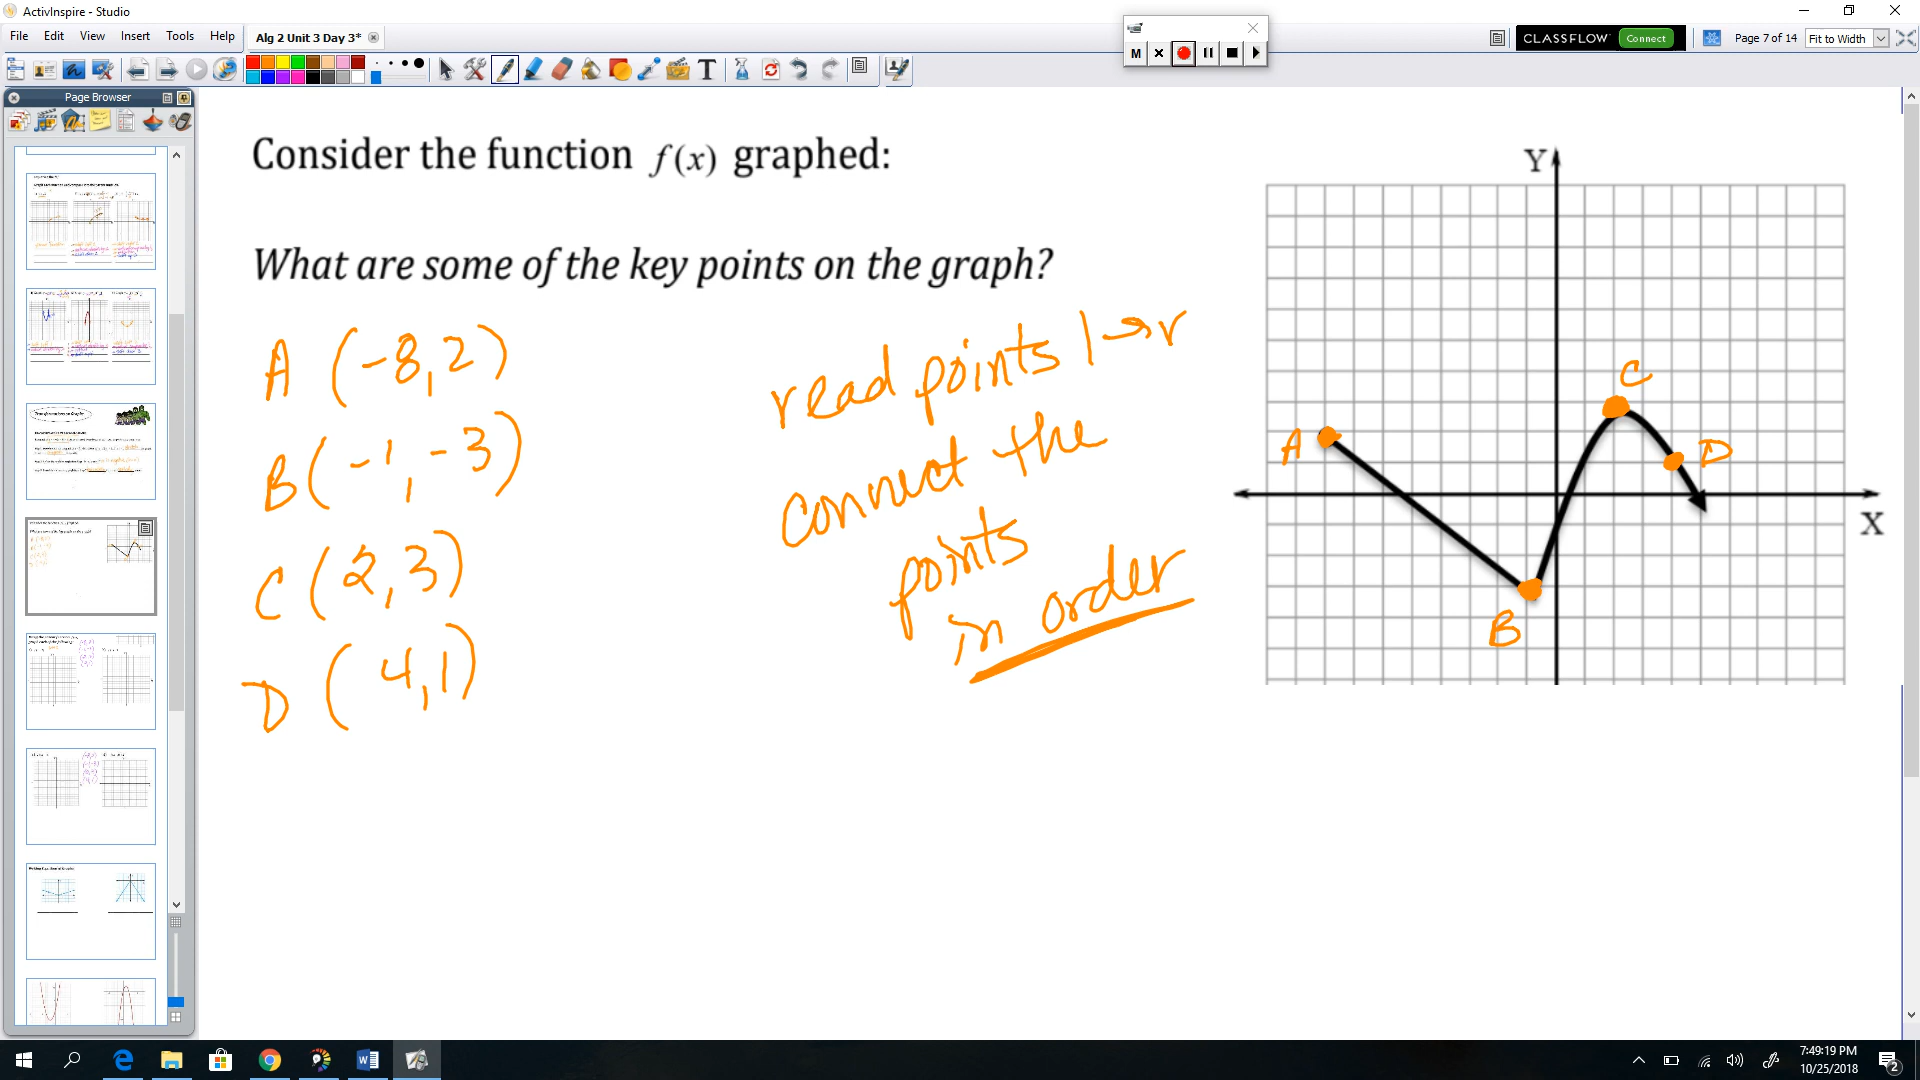 ActivInspire - Studio
File Edit View Insert Tools Help
Alg 2 Unit 3 Day 3*
M
CLASSFLOW Connect
Page 7 of 14
Fit to Width
Page Browser
Consider the function f(x) graphed:
What are some of the key points on the graph?
A (-8,2)
B(-1,-3)
C (2,3)
D (4,1)
read points l→r
connect the
points
in order
Y
X
A
B
C
D
7:49:19 PM
10/25/2018
2